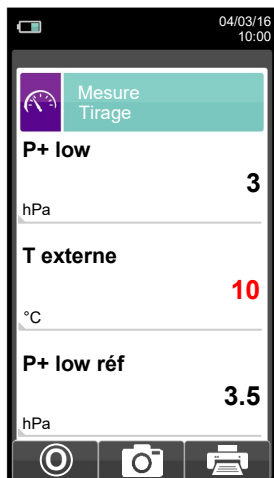 04/03/16
10:00
Mesure
Tirage
P+ low
3
hPa
T externe
10
°C
P+ low réf
3.5
hPa